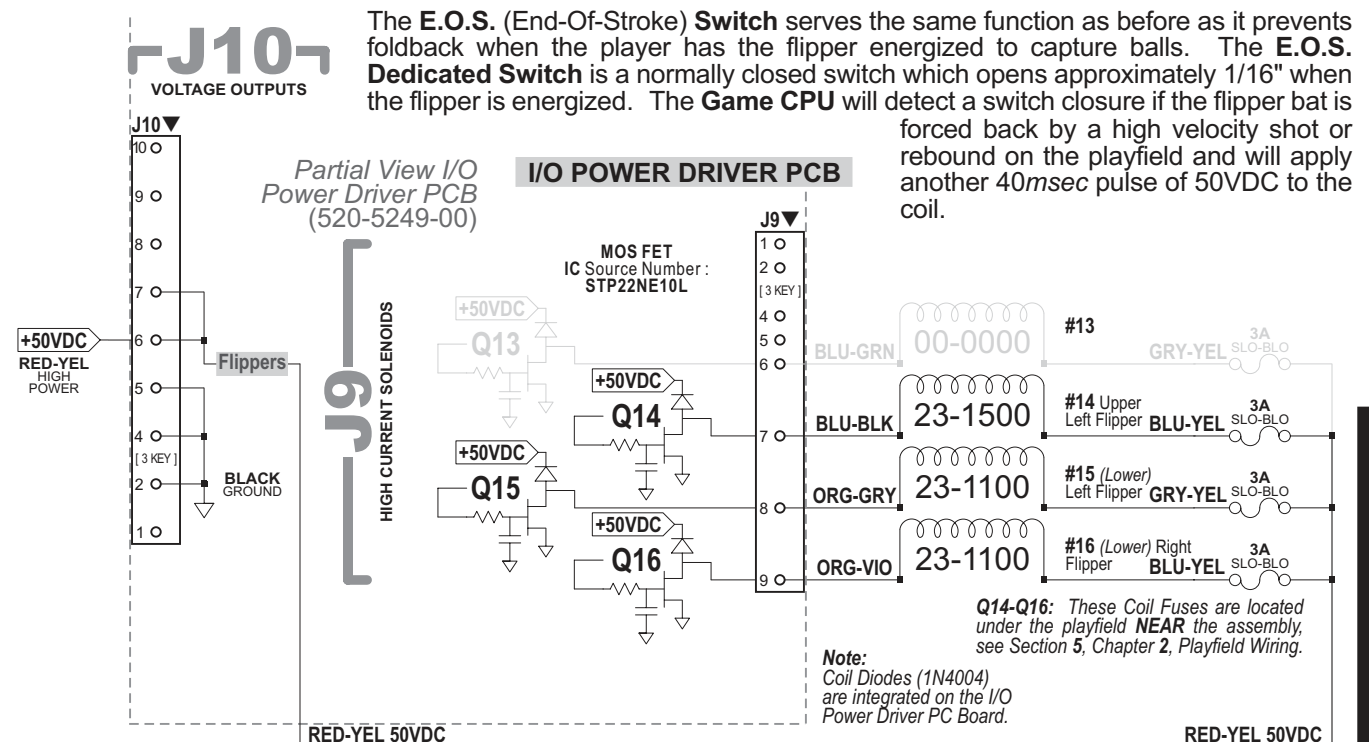 The E.O.S. (End-Of-Stroke) Switch serves the same function as before as it prevents
foldback when the player has the flipper energized to capture balls. The E.O.S.
Dedicated Switch is a normally closed switch which opens approximately 1/16" when
the flipper is energized. The Game CPU will detect a switch closure if the flipper bat is
forced back by a high velocity shot or
rebound on the playfield and will apply
another 40msec pulse of 50VDC to the
coil.
J10
VOLTAGE OUTPUTS
J10▼
10
9
8
7
6
5
4
[ 3 KEY ]
2
1
+50VDC
RED-YEL
HIGH
POWER
Flippers
BLACK
GROUND
Partial View I/O
Power Driver PCB
(520-5249-00)
I/O POWER DRIVER PCB
J9
HIGH CURRENT SOLENOIDS
MOS FET
IC Source Number :
STP22NE10L
J9▼
1
2
[ 3 KEY ]
4
5
6
7
8
9
+50VDC
Q13
+50VDC
Q14
+50VDC
Q15
+50VDC
Q16
BLU-GRN
00-0000
#13
GRY-YEL
3A
SLO-BLO
BLU-BLK
23-1500
#14 Upper
Left Flipper
BLU-YEL
3A
SLO-BLO
ORG-GRY
23-1100
#15 (Lower)
Left Flipper
GRY-YEL
3A
SLO-BLO
ORG-VIO
23-1100
#16 (Lower) Right
Flipper
BLU-YEL
3A
SLO-BLO
Q14-Q16: These Coil Fuses are located
under the playfield NEAR the assembly,
see Section 5, Chapter 2, Playfield Wiring.
Note:
Coil Diodes (1N4004)
are integrated on the I/O
Power Driver PC Board.
RED-YEL 50VDC
RED-YEL 50VDC